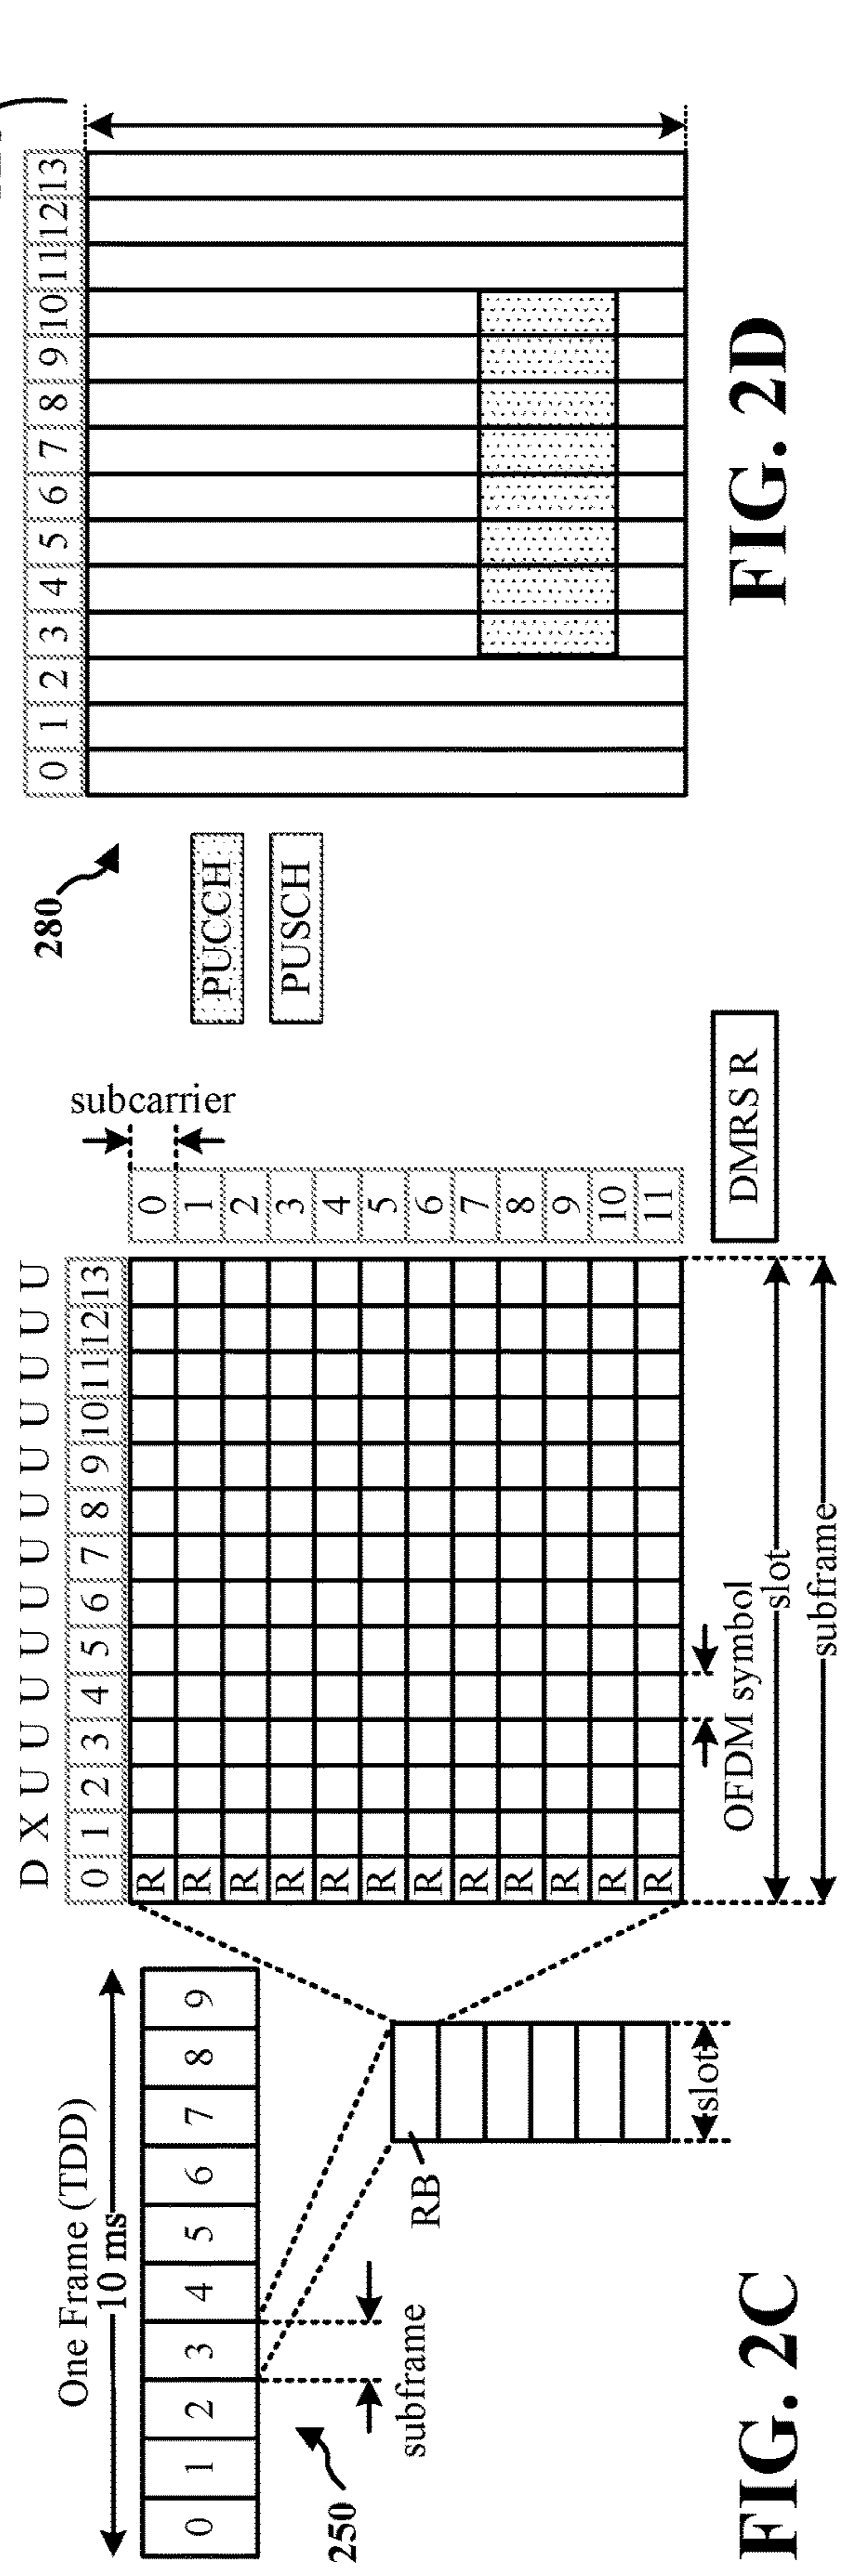 One Frame (TDD)
10 ms
0 1 2 3 4 5 6 7 8 9
250
subframe
RB
slot
FIG. 2C
D X U U U U U U U U U U U U
0 1 2 3 4 5 6 7 8 9 10 11 12 13
R
R
R
R
R
R
R
R
R
R
R
R
subcarrier
0
1
2
3
4
5
6
7
8
9
10
11
OFDM symbol
slot
subframe
DMRS R
280
PUCCH
PUSCH
0 1 2 3 4 5 6 7 8 9 10 11 12 13
FIG. 2D